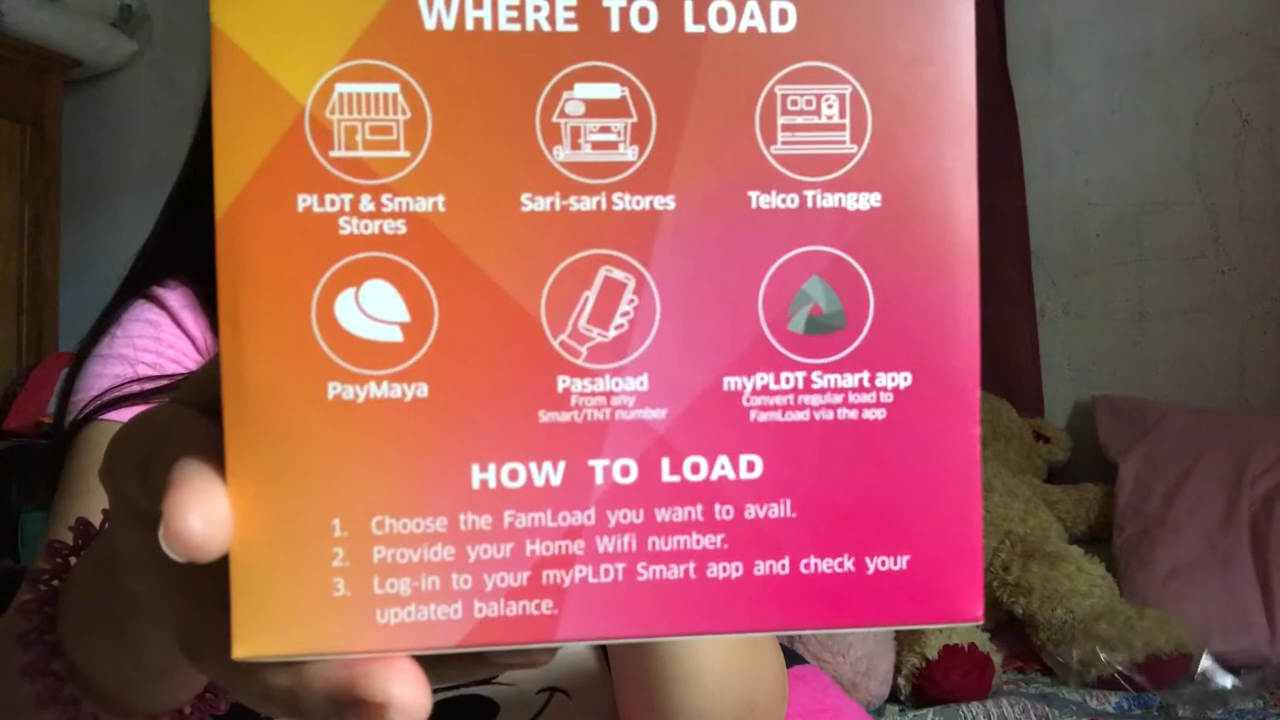 WHERE TO LOAD
PLDT & Smart
Stores
Sari-sari Stores
Telco Tiangge
PayMaya
Pasaload
From any
Smart/TNT number
myPLDT Smart app
Convert regular load to
FamLoad via the app
HOW TO LOAD
1. Choose the FamLoad you want to avail.
2. Provide your Home Wifi number.
3. Log-in to your myPLDT Smart app and check your
updated balance.